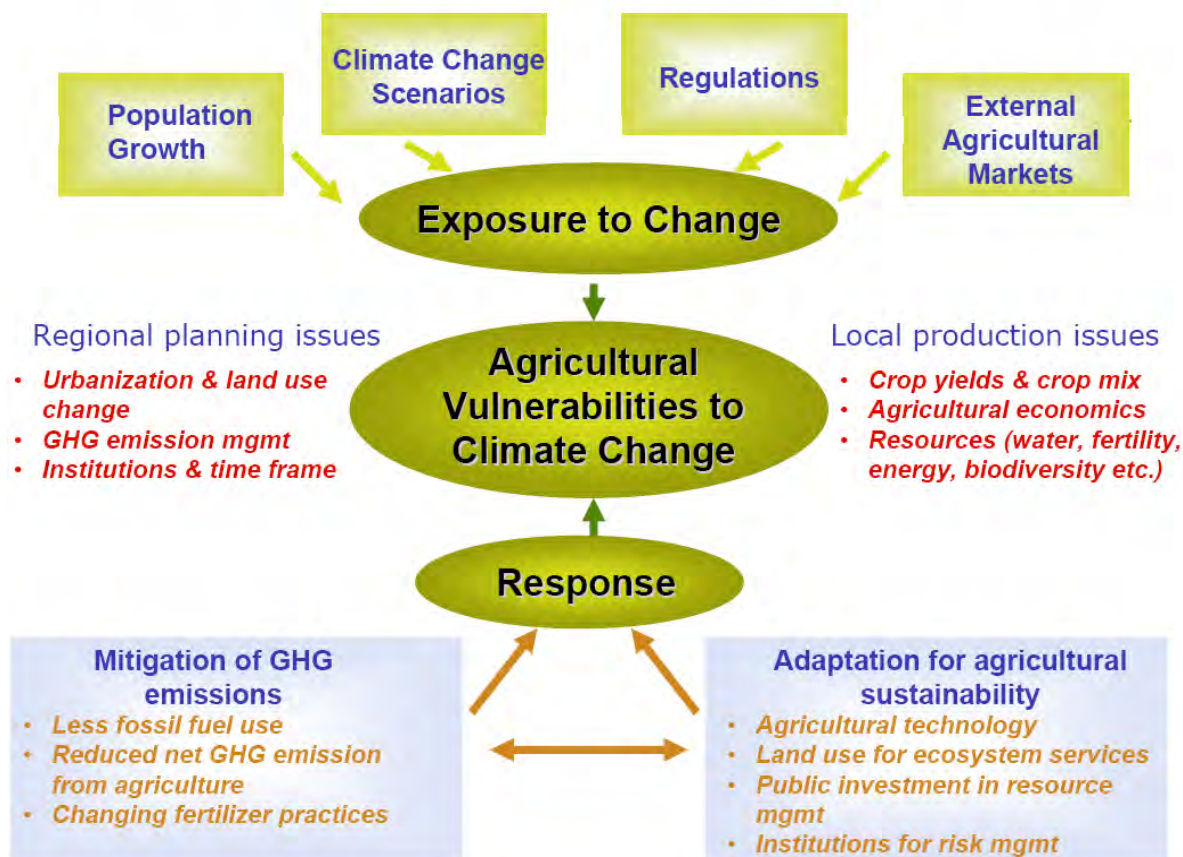 Climate Change
Scenarios
Regulations
Population
Growth
External
Agricultural
Markets
Exposure to Change
Regional planning issues
• Urbanization & land use
change
• GHG emission mgmt
• Institutions & time frame
Agricultural
Vulnerabilities to
Climate Change
Local production issues
• Crop yields & crop mix
• Agricultural economics
• Resources (water, fertility,
energy, biodiversity etc.)
Response
Mitigation of GHG
emissions
• Less fossil fuel use
• Reduced net GHG emission
from agriculture
• Changing fertilizer practices
Adaptation for agricultural
sustainability
• Agricultural technology
• Land use for ecosystem services
• Public investment in resource
mgmt
• Institutions for risk mgmt